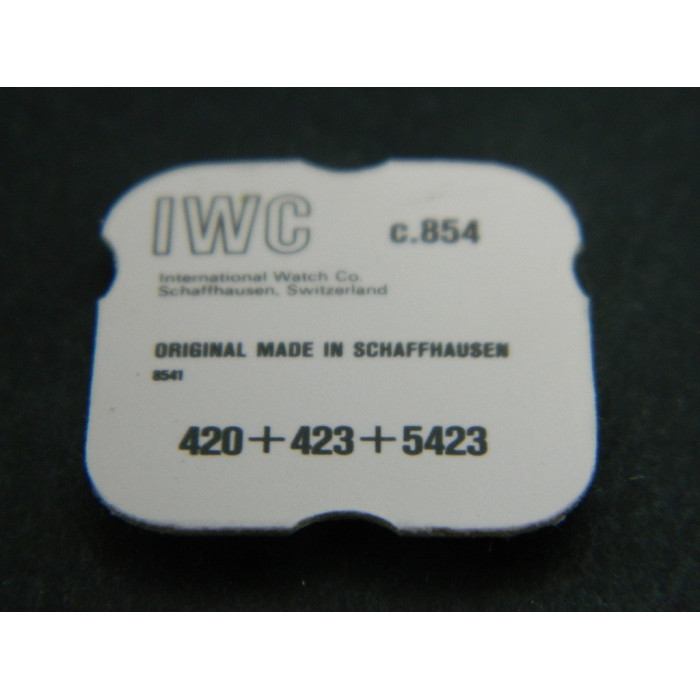 IWC c.854
International Watch Co.
Schaffhausen, Switzerland
ORIGINAL MADE IN SCHAFFHAUSEN
8541
420+423+5423